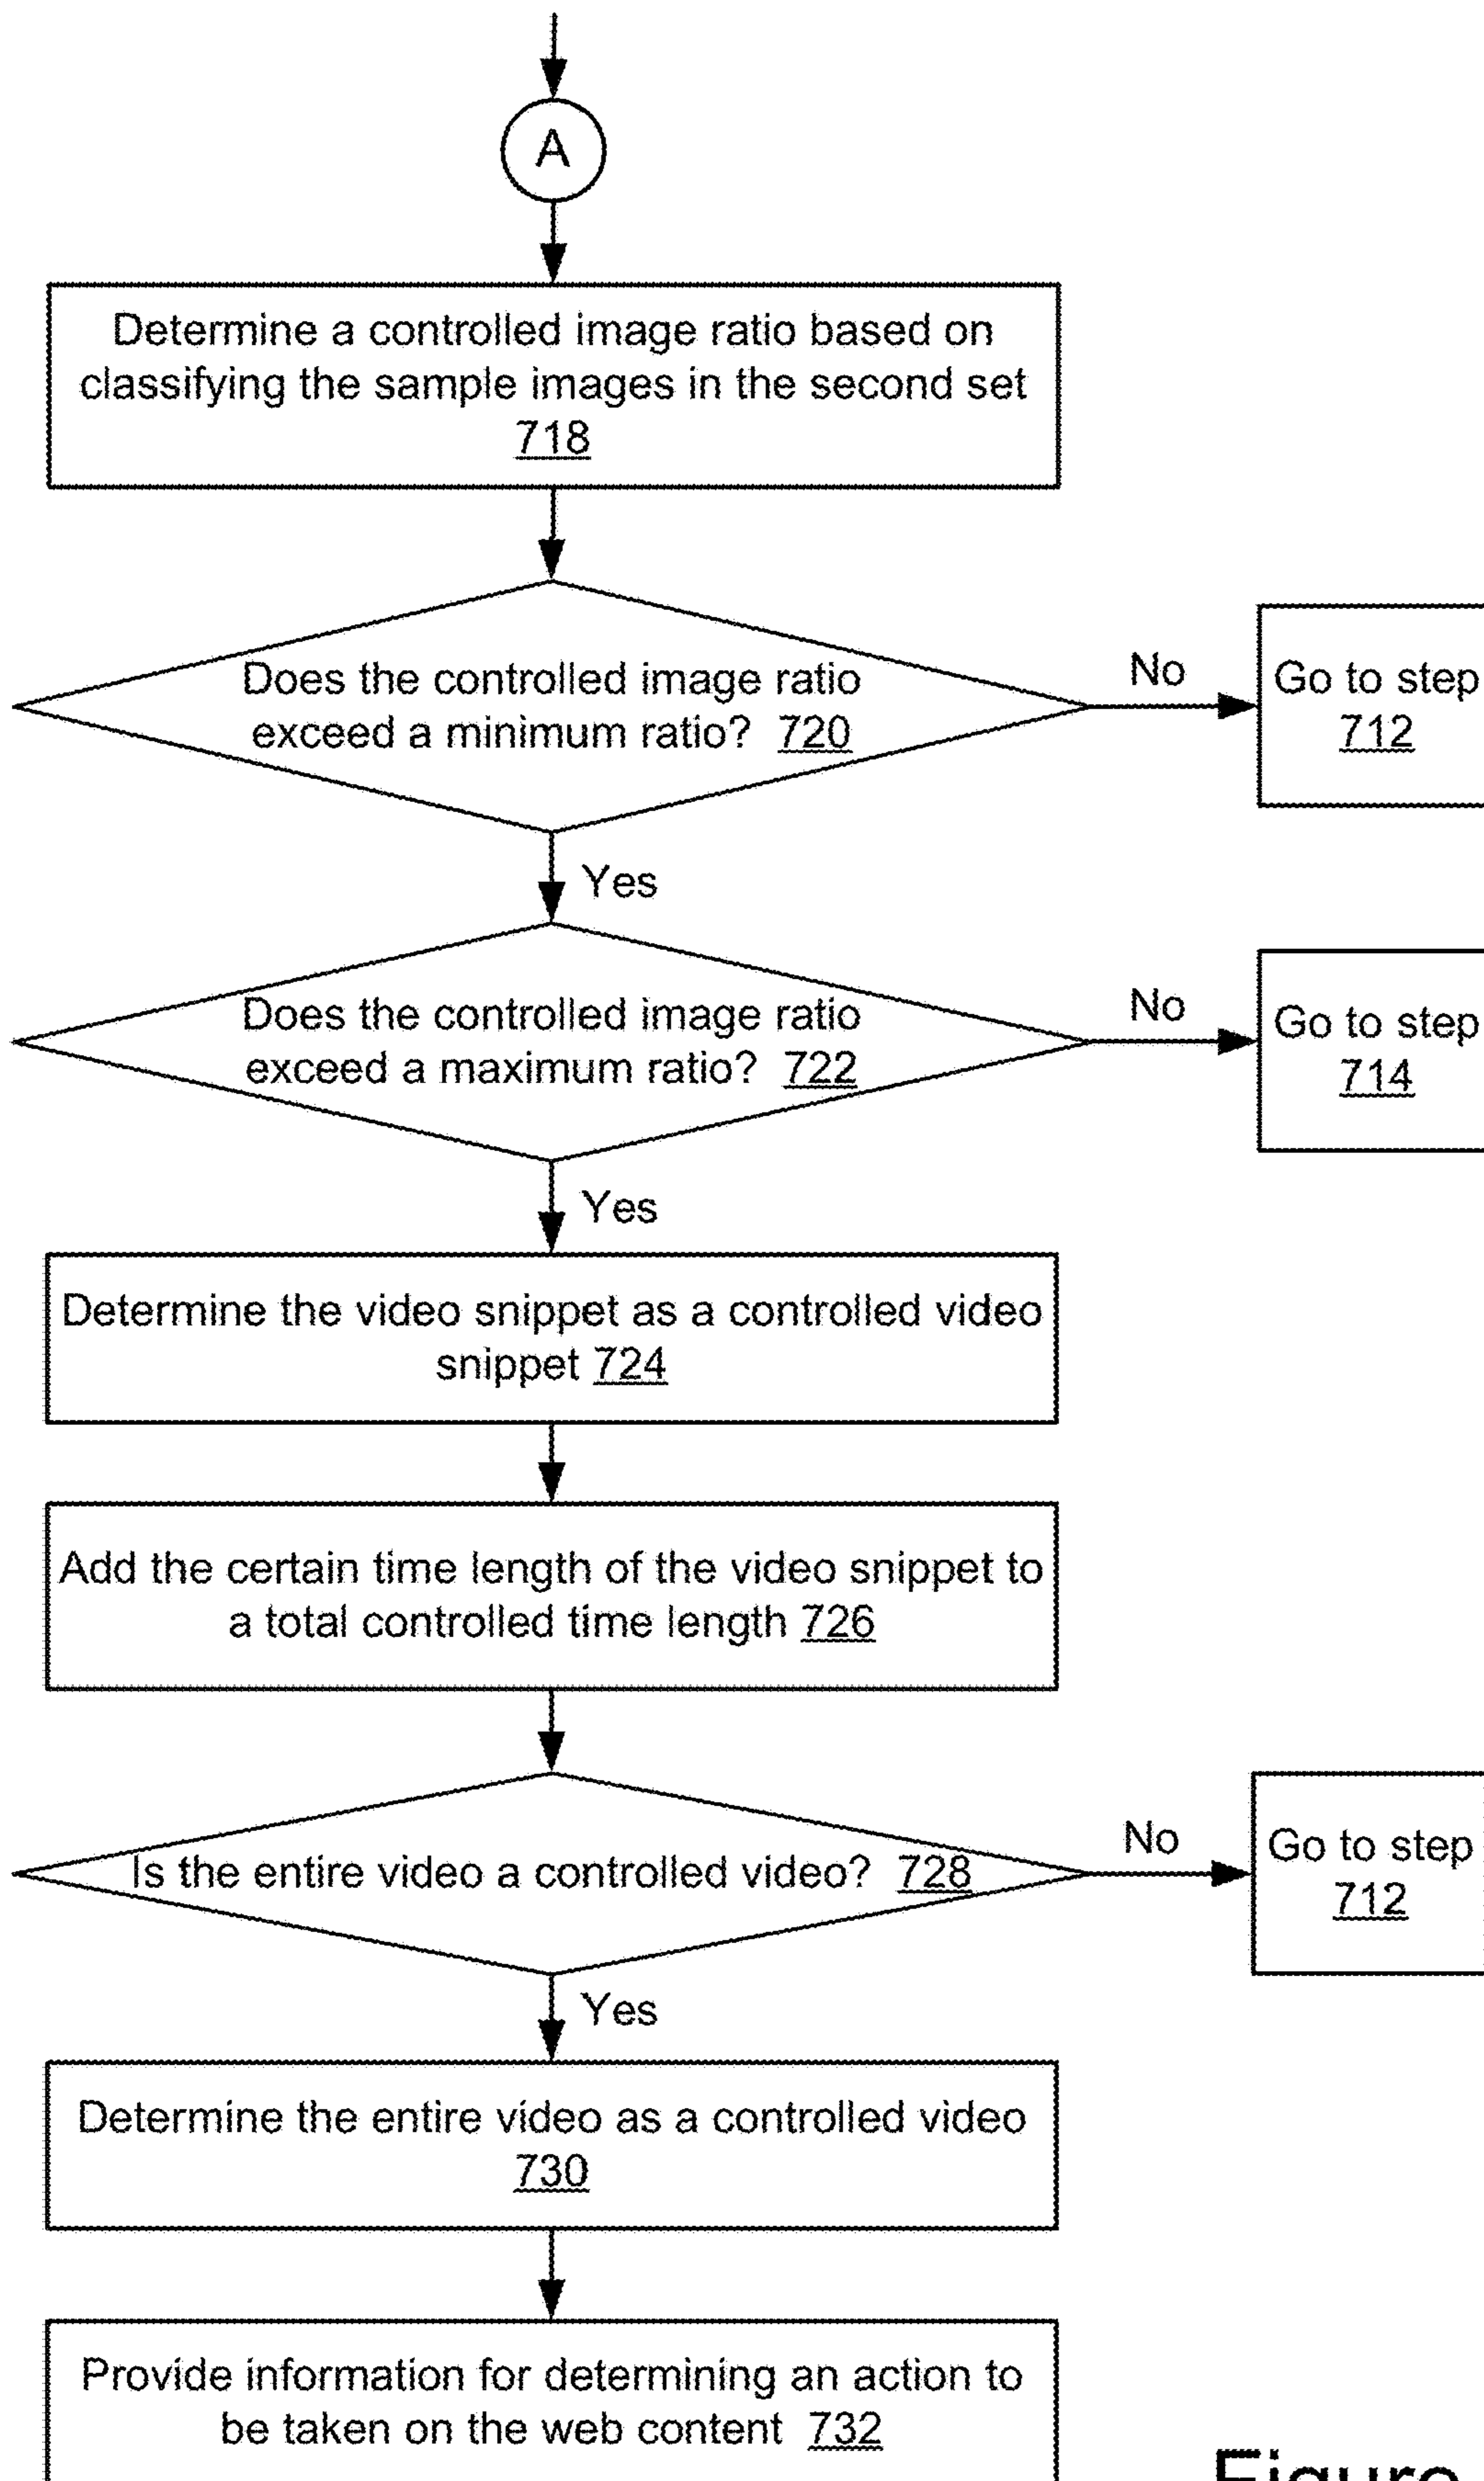 A
Determine a controlled image ratio based on
classifying the sample images in the second set
718
Does the controlled image ratio
exceed a minimum ratio? 720
No
Go to step
712
Yes
Does the controlled image ratio
exceed a maximum ratio? 722
No
Go to step
714
Yes
Determine the video snippet as a controlled video
snippet 724
Add the certain time length of the video snippet to
a total controlled time length 726
Is the entire video a controlled video? 728
No
Go to step
712
Yes
Determine the entire video as a controlled video
730
Provide information for determining an action to
be taken on the web content 732
Figure